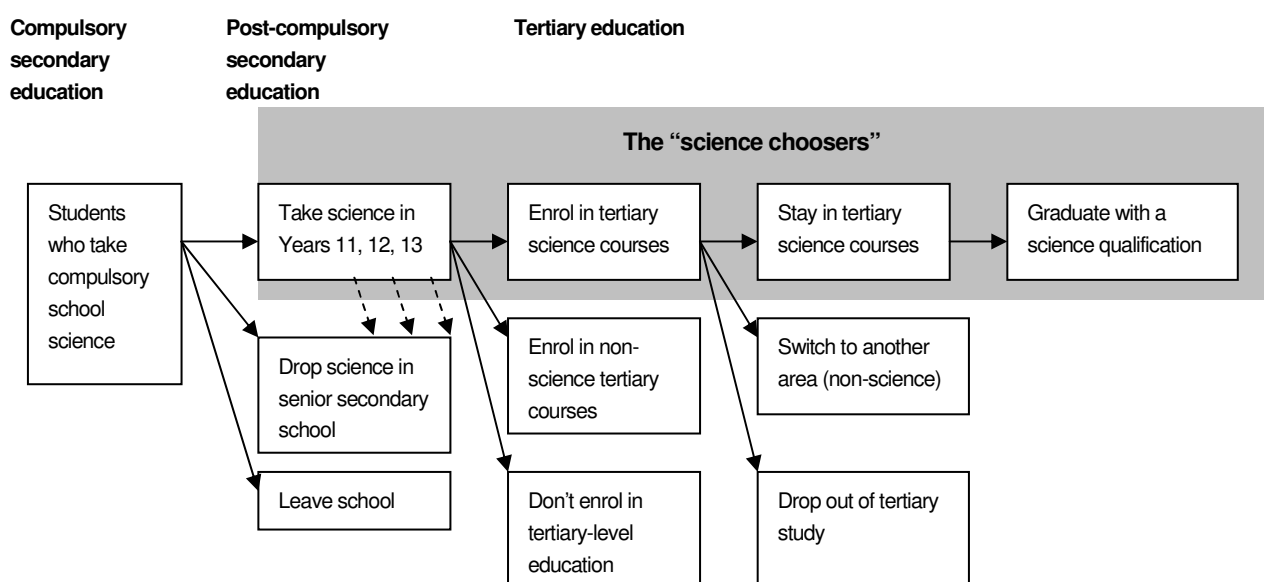 Compulsory
secondary
education
Post-compulsory
secondary
education
Tertiary education
The “science choosers”
Students
who take
compulsory
school
science
Take science in
Years 11, 12, 13
Enrol in tertiary
science courses
Stay in tertiary
science courses
Graduate with a
science qualification
Drop science in
senior secondary
school
Enrol in non-
science tertiary
courses
Switch to another
area (non-science)
Leave school
Don’t enrol in
tertiary-level
education
Drop out of tertiary
study